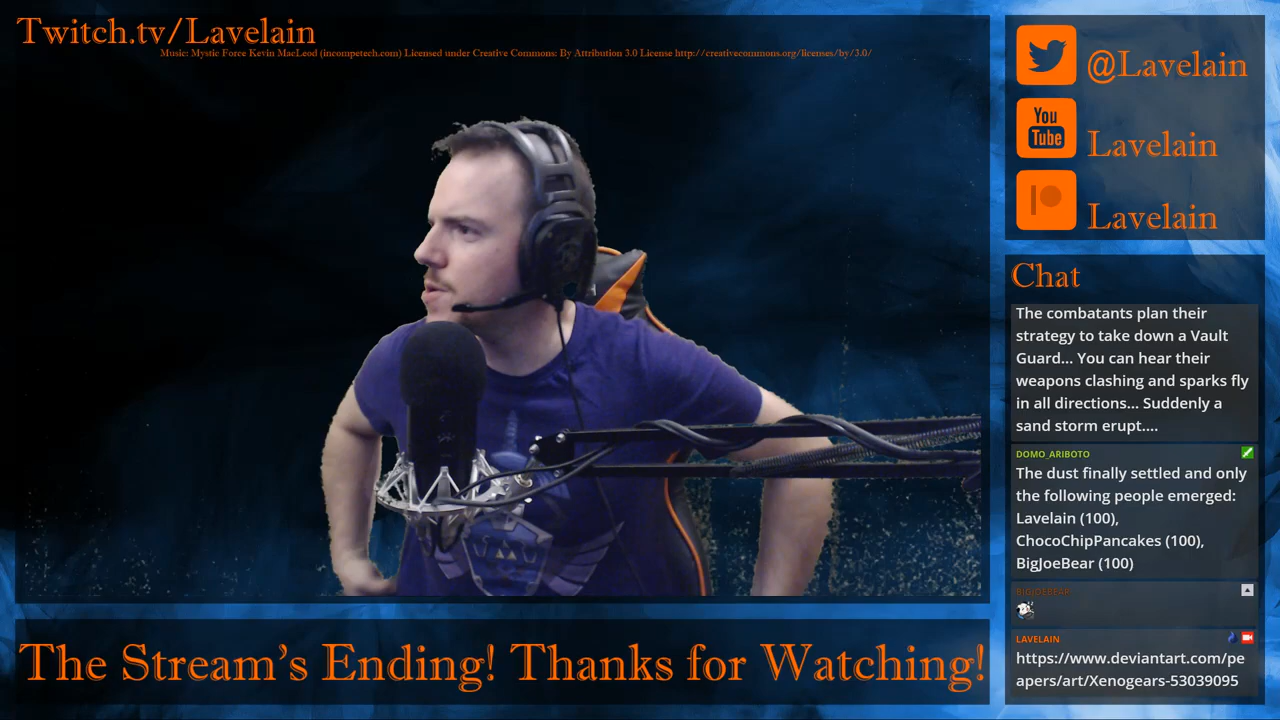 Twitch.tv/Lavelain
Music: Mystic Force Kevin MacLeod (incompetech.com) Licensed under Creative Commons: By Attribution 3.0 License http://creativecommons.org/licenses/by/3.0/
@Lavelain
You
Tube
Lavelain
Lavelain
Chat
The combatants plan their
strategy to take down a Vault
Guard... You can hear their
weapons clashing and sparks fly
in all directions... Suddenly a
sand storm erupt....
DOMO_ARIBOTO
The dust finally settled and only
the following people emerged:
Lavelain (100),
ChocoChipPancakes (100),
BigJoeBear (100)
BIGJOEBEAR
LAVELAIN
https://www.deviantart.com/pe
apers/art/Xenogears-53039095
The Stream's Ending! Thanks for Watching!